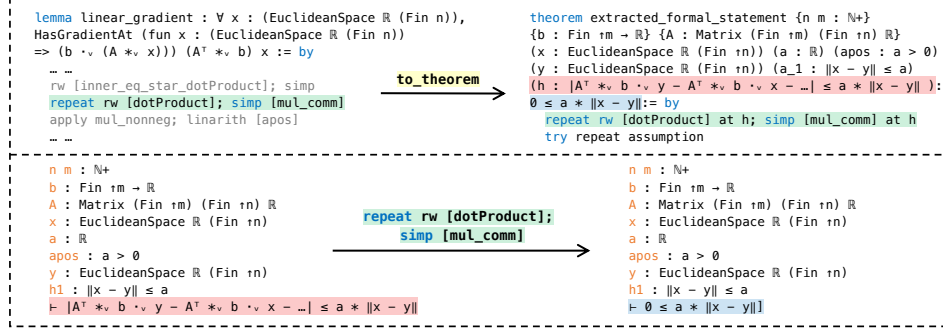 lemma linear_gradient : ∀ x : (EuclideanSpace ℝ (Fin n)),
HasGradientAt (fun x : (EuclideanSpace ℝ (Fin n))
=> (b ⬝ᵥ (A *ᵥ x))) (Aᵀ *ᵥ b) x := by
… …
rw [inner_eq_star_dotProduct]; simp
repeat rw [dotProduct]; simp [mul_comm]
apply mul_nonneg; linarith [apos]
… …
to_theorem
theorem extracted_formal_statement {n m : ℕ+}
{b : Fin ↑m → ℝ} {A : Matrix (Fin ↑m) (Fin ↑n) ℝ}
(x : EuclideanSpace ℝ (Fin ↑n)) (a : ℝ) (apos : a > 0)
(y : EuclideanSpace ℝ (Fin ↑n)) (a_1 : ‖x − y‖ ≤ a)
(h : |Aᵀ *ᵥ b ⬝ᵥ y − Aᵀ *ᵥ b ⬝ᵥ x − …| ≤ a * ‖x − y‖ ):
0 ≤ a * ‖x − y‖:= by
repeat rw [dotProduct] at h; simp [mul_comm] at h
try repeat assumption
n m : ℕ+
b : Fin ↑m → ℝ
A : Matrix (Fin ↑m) (Fin ↑n) ℝ
x : EuclideanSpace ℝ (Fin ↑n)
a : ℝ
apos : a > 0
y : EuclideanSpace ℝ (Fin ↑n)
h1 : ‖x − y‖ ≤ a
⊢ |Aᵀ *ᵥ b ⬝ᵥ y − Aᵀ *ᵥ b ⬝ᵥ x − …| ≤ a * ‖x − y‖
repeat rw [dotProduct];
simp [mul_comm]
n m : ℕ+
b : Fin ↑m → ℝ
A : Matrix (Fin ↑m) (Fin ↑n) ℝ
x : EuclideanSpace ℝ (Fin ↑n)
a : ℝ
apos : a > 0
y : EuclideanSpace ℝ (Fin ↑n)
h1 : ‖x − y‖ ≤ a
⊢ 0 ≤ a * ‖x − y‖]